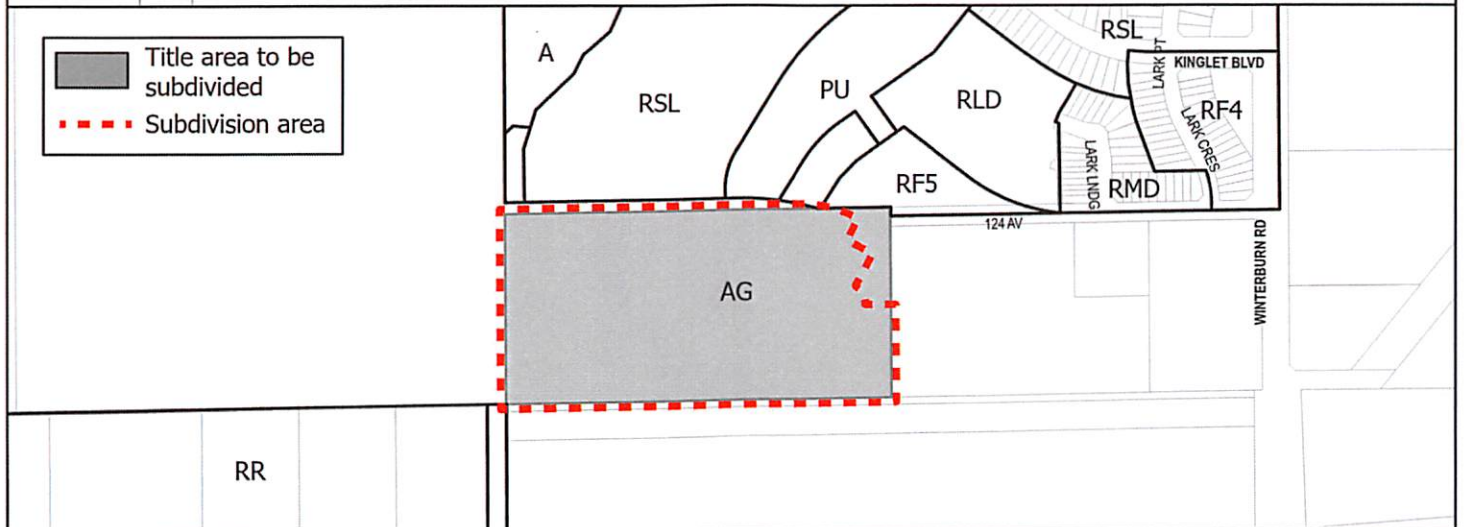 Title area to be
subdivided
Subdivision area
A
RSL
PU
RLD
RSL
LARK PT
KINGLET BLVD
RF4
LARK CRES
LARK LNDG
RMD
RF5
124 AV
WINTERBURN RD
AG
RR